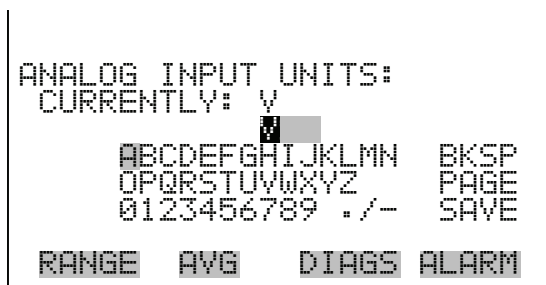 ANALOG INPUT UNITS:
CURRENTLY: V
V
ABCDEFGHIJKLMN BKSP
OPQRSTUVWXYZ PAGE
0123456789 ./- SAVE
RANGE AVG DIAGS ALARM